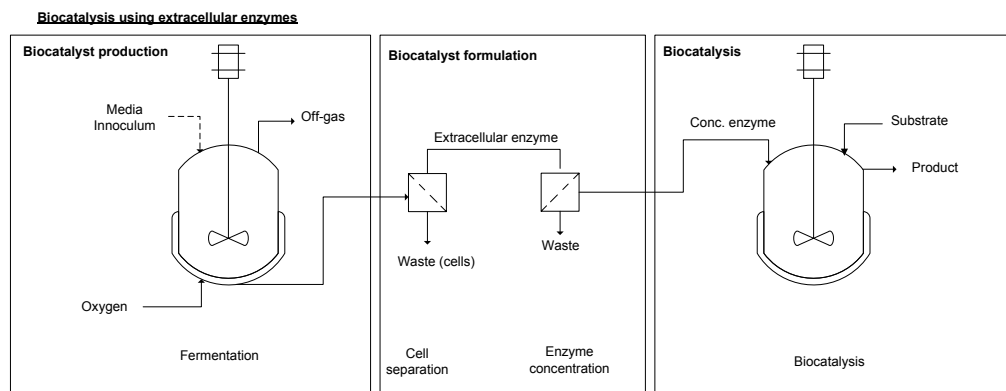 Biocatalysis using extracellular enzymes
Biocatalyst production
Media
Innoculum
Off-gas
Oxygen
Fermentation
Biocatalyst formulation
Extracellular enzyme
Waste (cells)
Waste
Cell
separation
Enzyme
concentration
Biocatalysis
Conc. enzyme
Substrate
Product
Biocatalysis